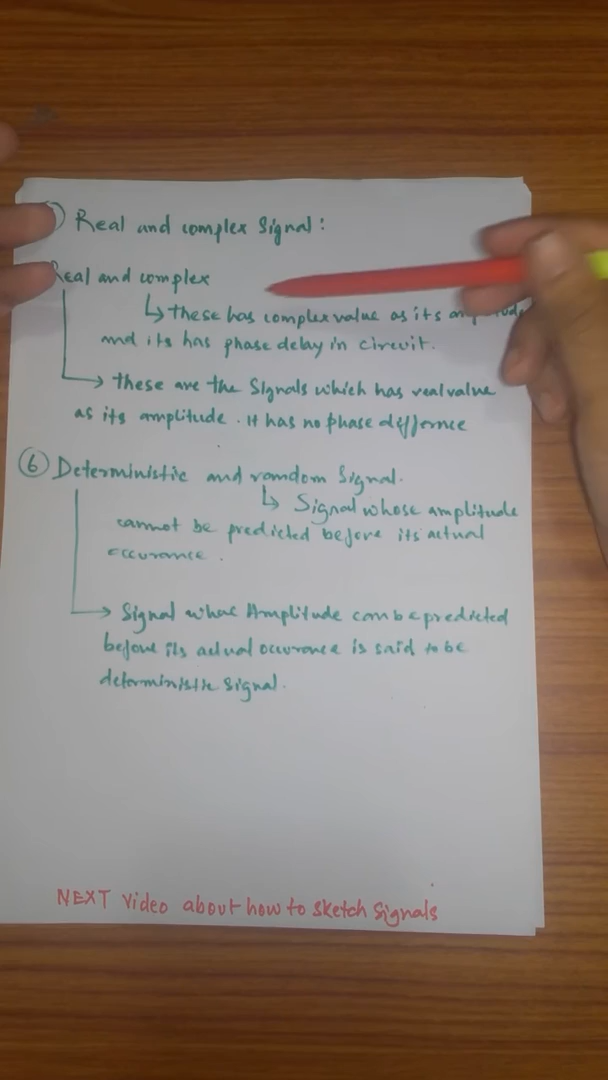 ) Real and complex Signal:
Real and complex
↳ these has complex value as its
and its has phase delay in circuit.
→ these are the Signals which has real value
as its amplitude. It has no phase differnce
⑥ Deterministic and random Signal.
↳ Signal whose amplitude
cannot be predicted before its actual
occurance.
→ Signal whose Amplitude can be predicted
before its actual occurance is said to be
deterministic signal.
NEXT Video about how to sketch Signals